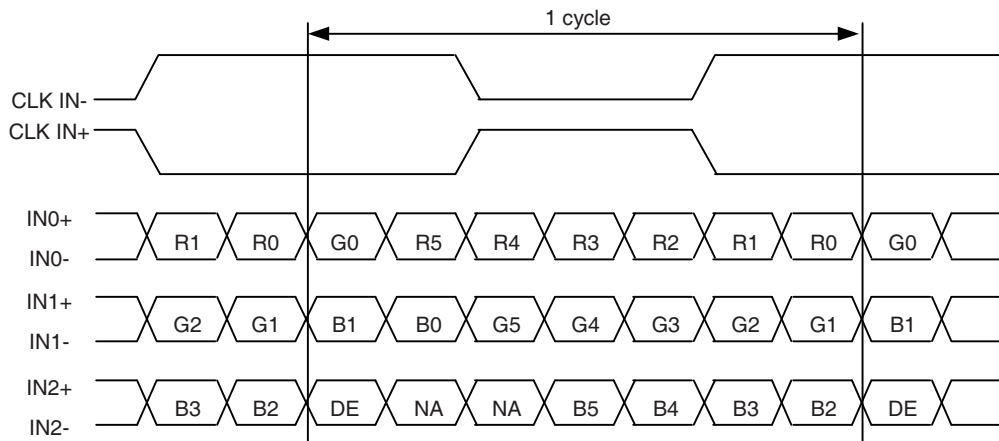 1 cycle
CLK IN-
CLK IN+
IN0+
R1 R0 G0 R5 R4 R3 R2 R1 R0 G0
IN0-
IN1+
G2 G1 B1 B0 G5 G4 G3 G2 G1 B1
IN1-
IN2+
B3 B2 DE NA NA B5 B4 B3 B2 DE
IN2-